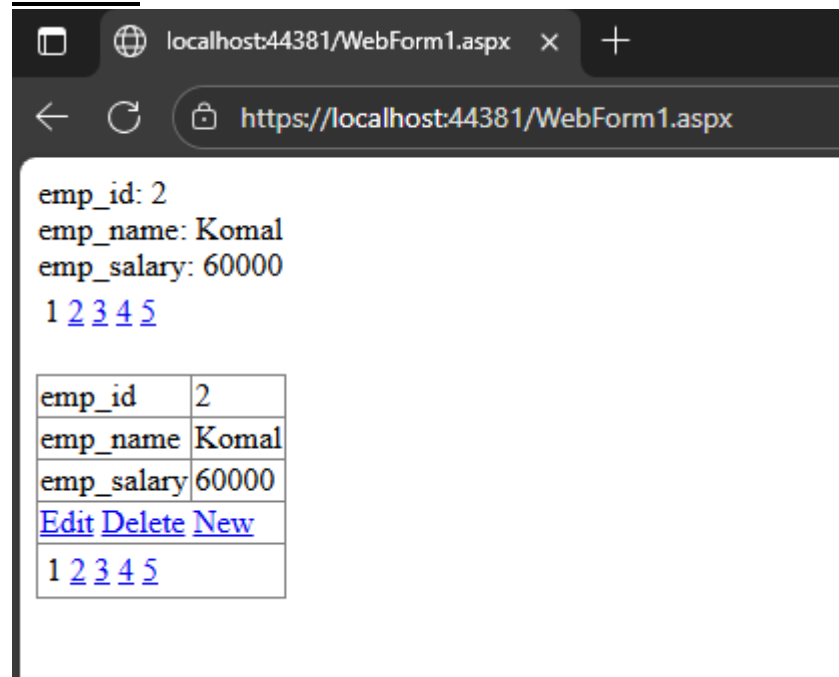 localhost:44381/WebForm1.aspx
https://localhost:44381/WebForm1.aspx
emp_id: 2
emp_name: Komal
emp_salary: 60000
1 2 3 4 5
emp_id 2
emp_name Komal
emp_salary 60000
Edit Delete New
1 2 3 4 5